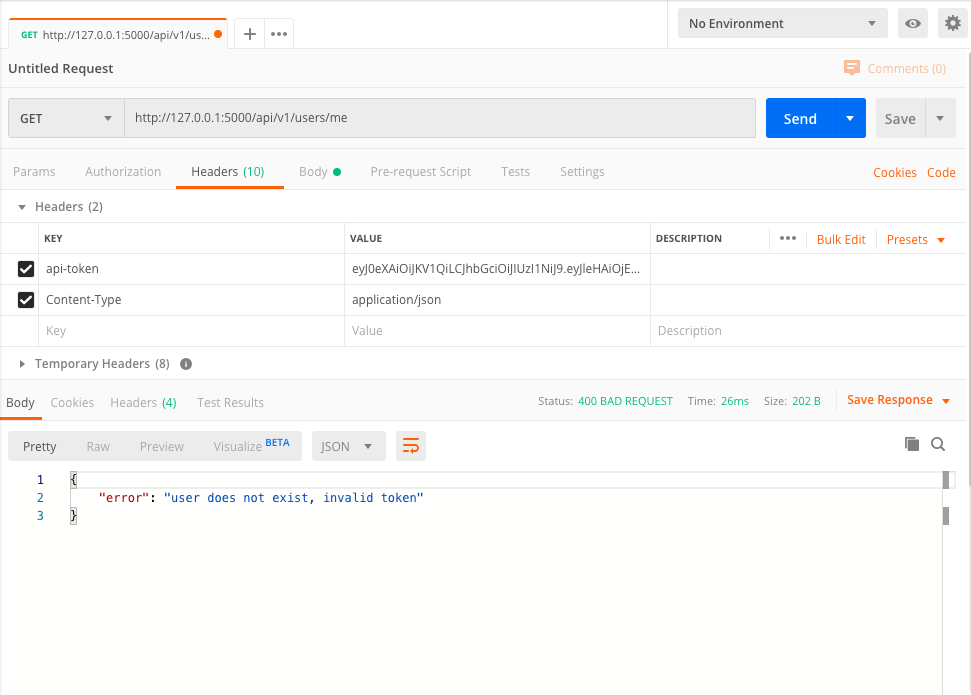 GET http://127.0.0.1:5000/api/v1/us...
No Environment
Untitled Request
Comments (0)
GET
http://127.0.0.1:5000/api/v1/users/me
Send
Save
Params Authorization Headers (10) Body Pre-request Script Tests Settings Cookies Code
Headers (2)
KEY VALUE DESCRIPTION Bulk Edit Presets
api-token eyJ0eXAiOiJKV1QiLCJhbGciOiJIUzI1NiJ9.eyJleHAiOjE...
Content-Type application/json
Key Value Description
Temporary Headers (8)
Body Cookies Headers (4) Test Results Status: 400 BAD REQUEST Time: 26ms Size: 202 B Save Response
Pretty Raw Preview Visualize BETA JSON
1 {
2 "error": "user does not exist, invalid token"
3 }